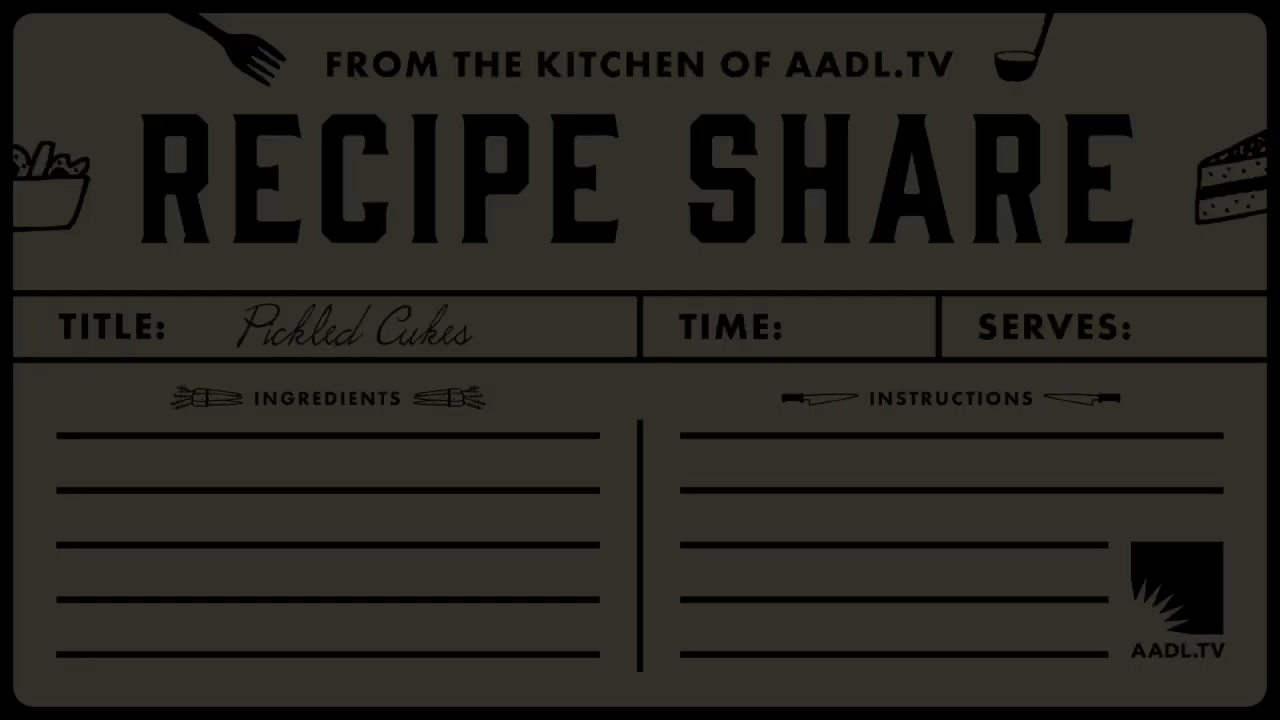 FROM THE KITCHEN OF AADL.TV
RECIPE SHARE
TITLE: Pickled Cukes
TIME:
SERVES:
INGREDIENTS
INSTRUCTIONS
AADL.TV